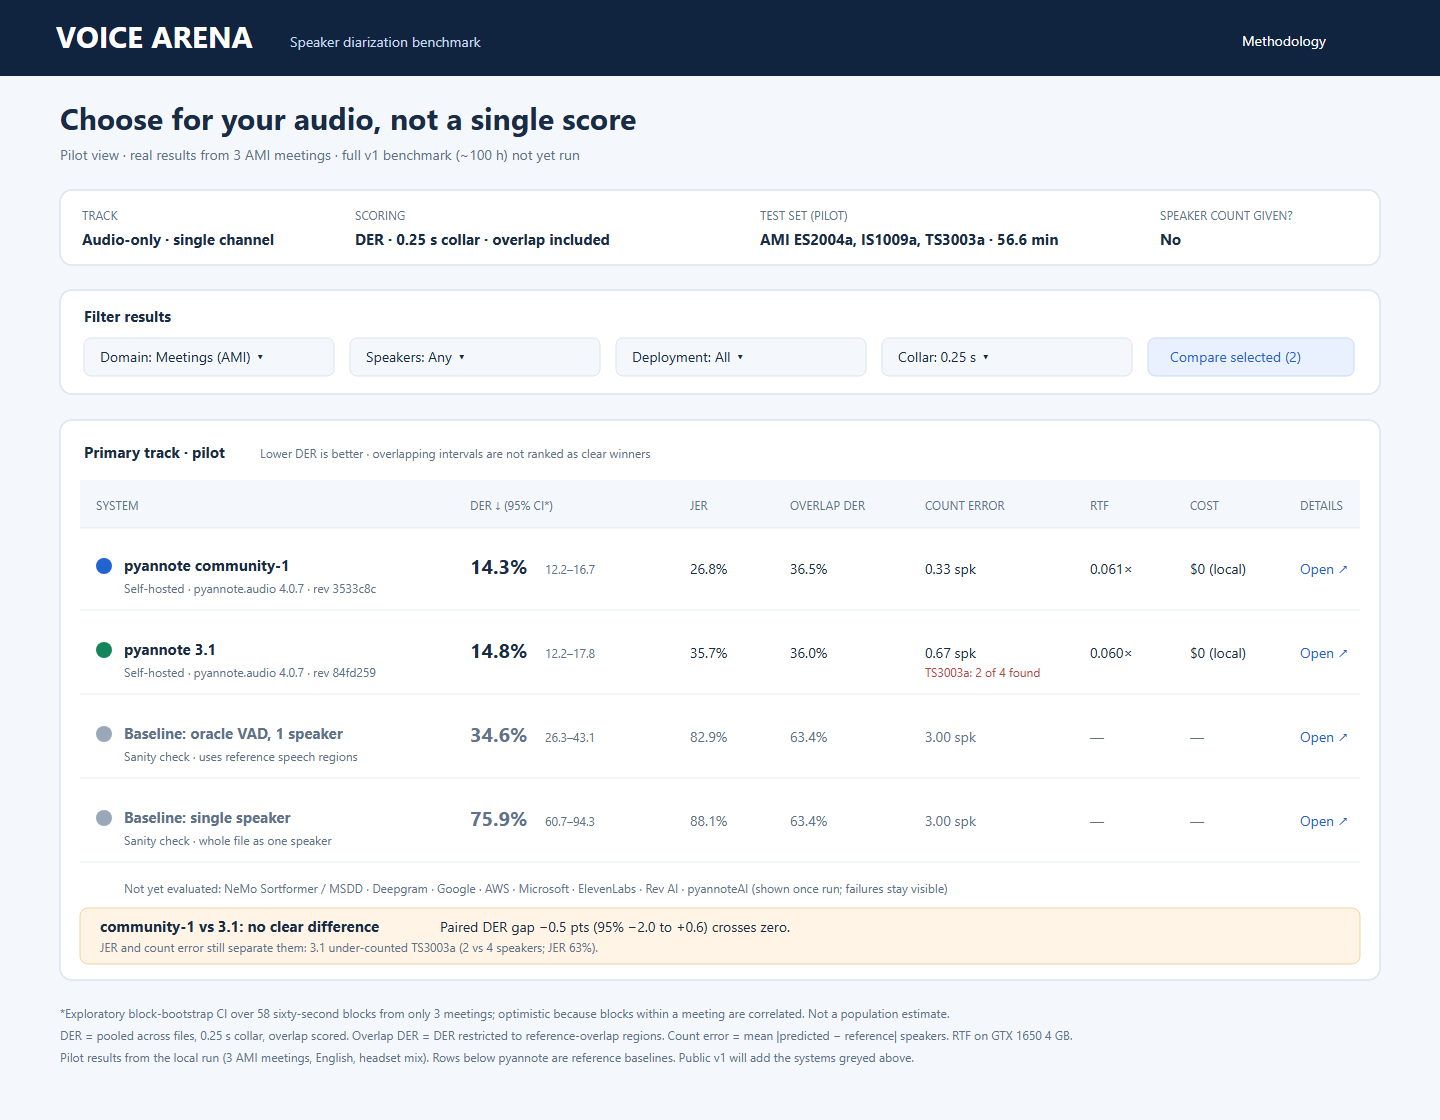 VOICE ARENA
Speaker diarization benchmark
Methodology
Choose for your audio, not a single score
Pilot view · real results from 3 AMI meetings · full v1 benchmark (~100 h) not yet run
TRACK
Audio-only · single channel
SCORING
DER · 0.25 s collar · overlap included
TEST SET (PILOT)
AMI ES2004a, IS1009a, TS3003a · 56.6 min
SPEAKER COUNT GIVEN?
No
Filter results
Domain: Meetings (AMI) ▾
Speakers: Any ▾
Deployment: All ▾
Collar: 0.25 s ▾
Compare selected (2)
Primary track · pilot
Lower DER is better · overlapping intervals are not ranked as clear winners
SYSTEM DER ↓ (95% CI*) JER OVERLAP DER COUNT ERROR RTF COST DETAILS
pyannote community-1 14.3% 12.2–16.7 26.8% 36.5% 0.33 spk 0.061× $0 (local) Open ↗
Self-hosted · pyannote.audio 4.0.7 · rev 3533c8c
pyannote 3.1 14.8% 12.2–17.8 35.7% 36.0% 0.67 spk 0.060× $0 (local) Open ↗
Self-hosted · pyannote.audio 4.0.7 · rev 84fd259 TS3003a: 2 of 4 found
Baseline: oracle VAD, 1 speaker 34.6% 26.3–43.1 82.9% 63.4% 3.00 spk — — Open ↗
Sanity check · uses reference speech regions
Baseline: single speaker 75.9% 60.7–94.3 88.1% 63.4% 3.00 spk — — Open ↗
Sanity check · whole file as one speaker
Not yet evaluated: NeMo Sortformer / MSDD · Deepgram · Google · AWS · Microsoft · ElevenLabs · Rev AI · pyannoteAI (shown once run; failures stay visible)
community-1 vs 3.1: no clear difference Paired DER gap −0.5 pts (95% −2.0 to +0.6) crosses zero.
JER and count error still separate them: 3.1 under-counted TS3003a (2 vs 4 speakers; JER 63%).
*Exploratory block-bootstrap CI over 58 sixty-second blocks from only 3 meetings; optimistic because blocks within a meeting are correlated. Not a population estimate.
DER = pooled across files, 0.25 s collar, overlap scored. Overlap DER = DER restricted to reference-overlap regions. Count error = mean |predicted − reference| speakers. RTF on GTX 1650 4 GB.
Pilot results from the local run (3 AMI meetings, English, headset mix). Rows below pyannote are reference baselines. Public v1 will add the systems greyed above.